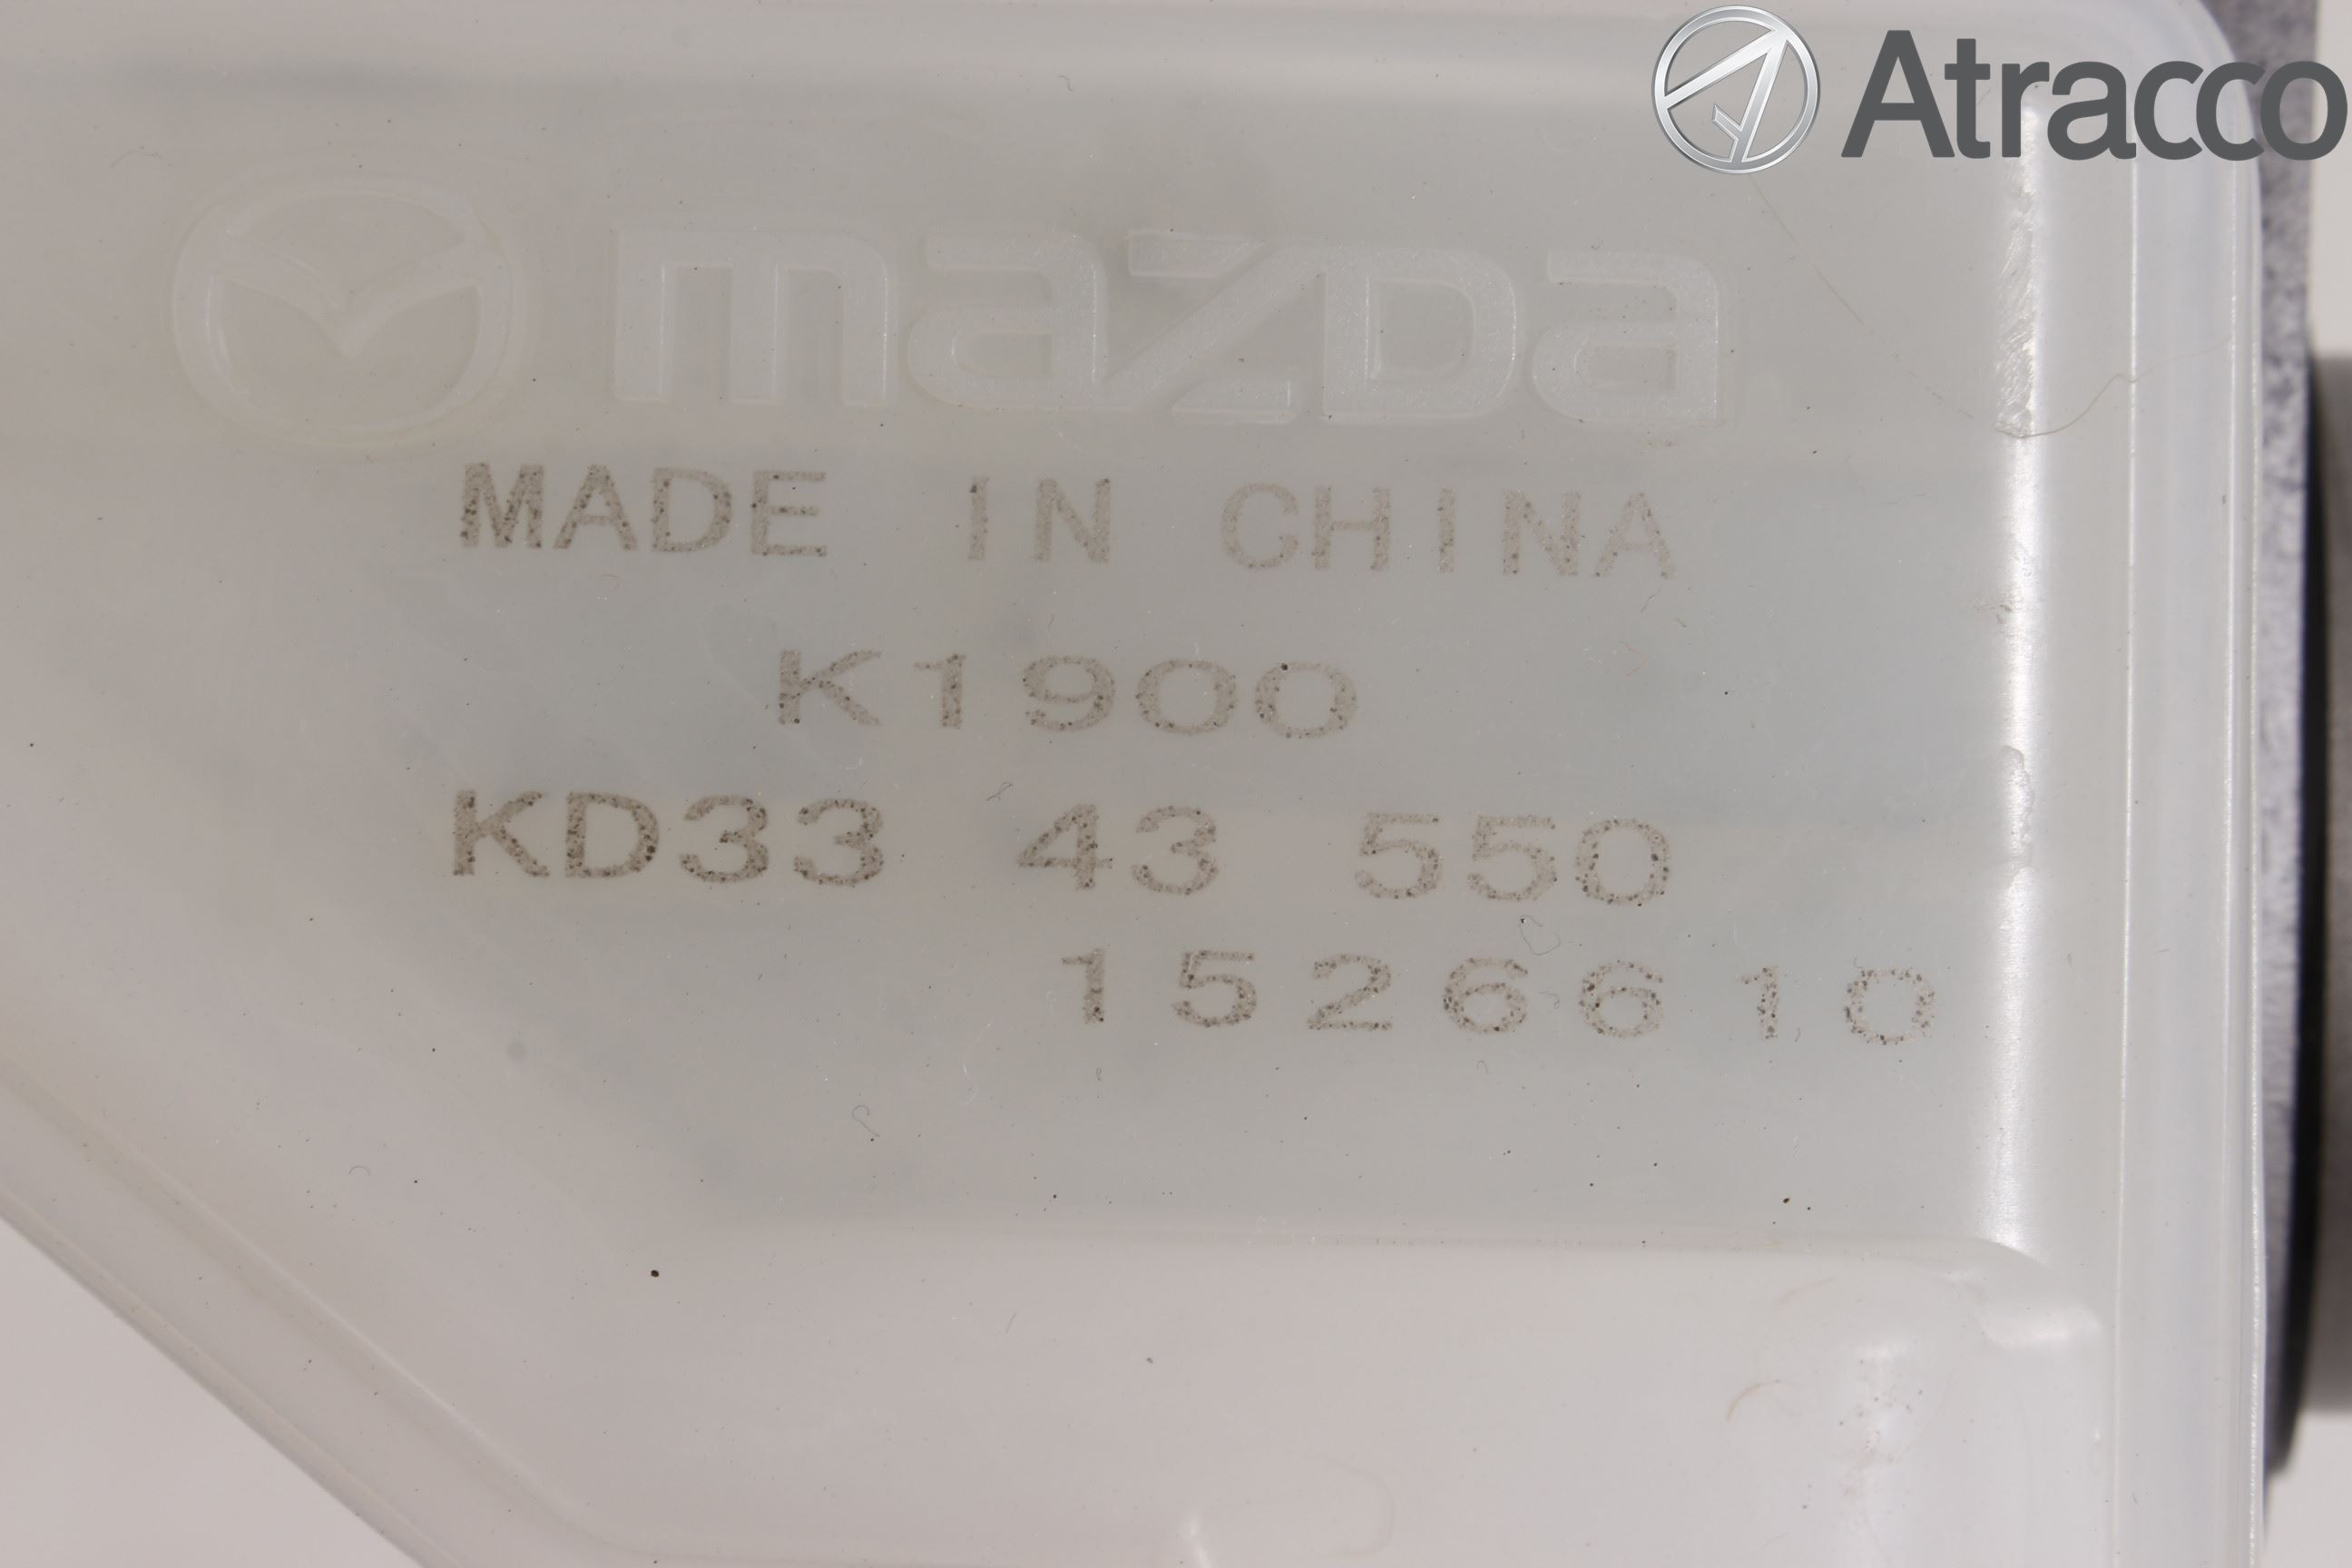 Atracco
mazda
MADE IN CHINA
K1900
KD33 43 550
1526610